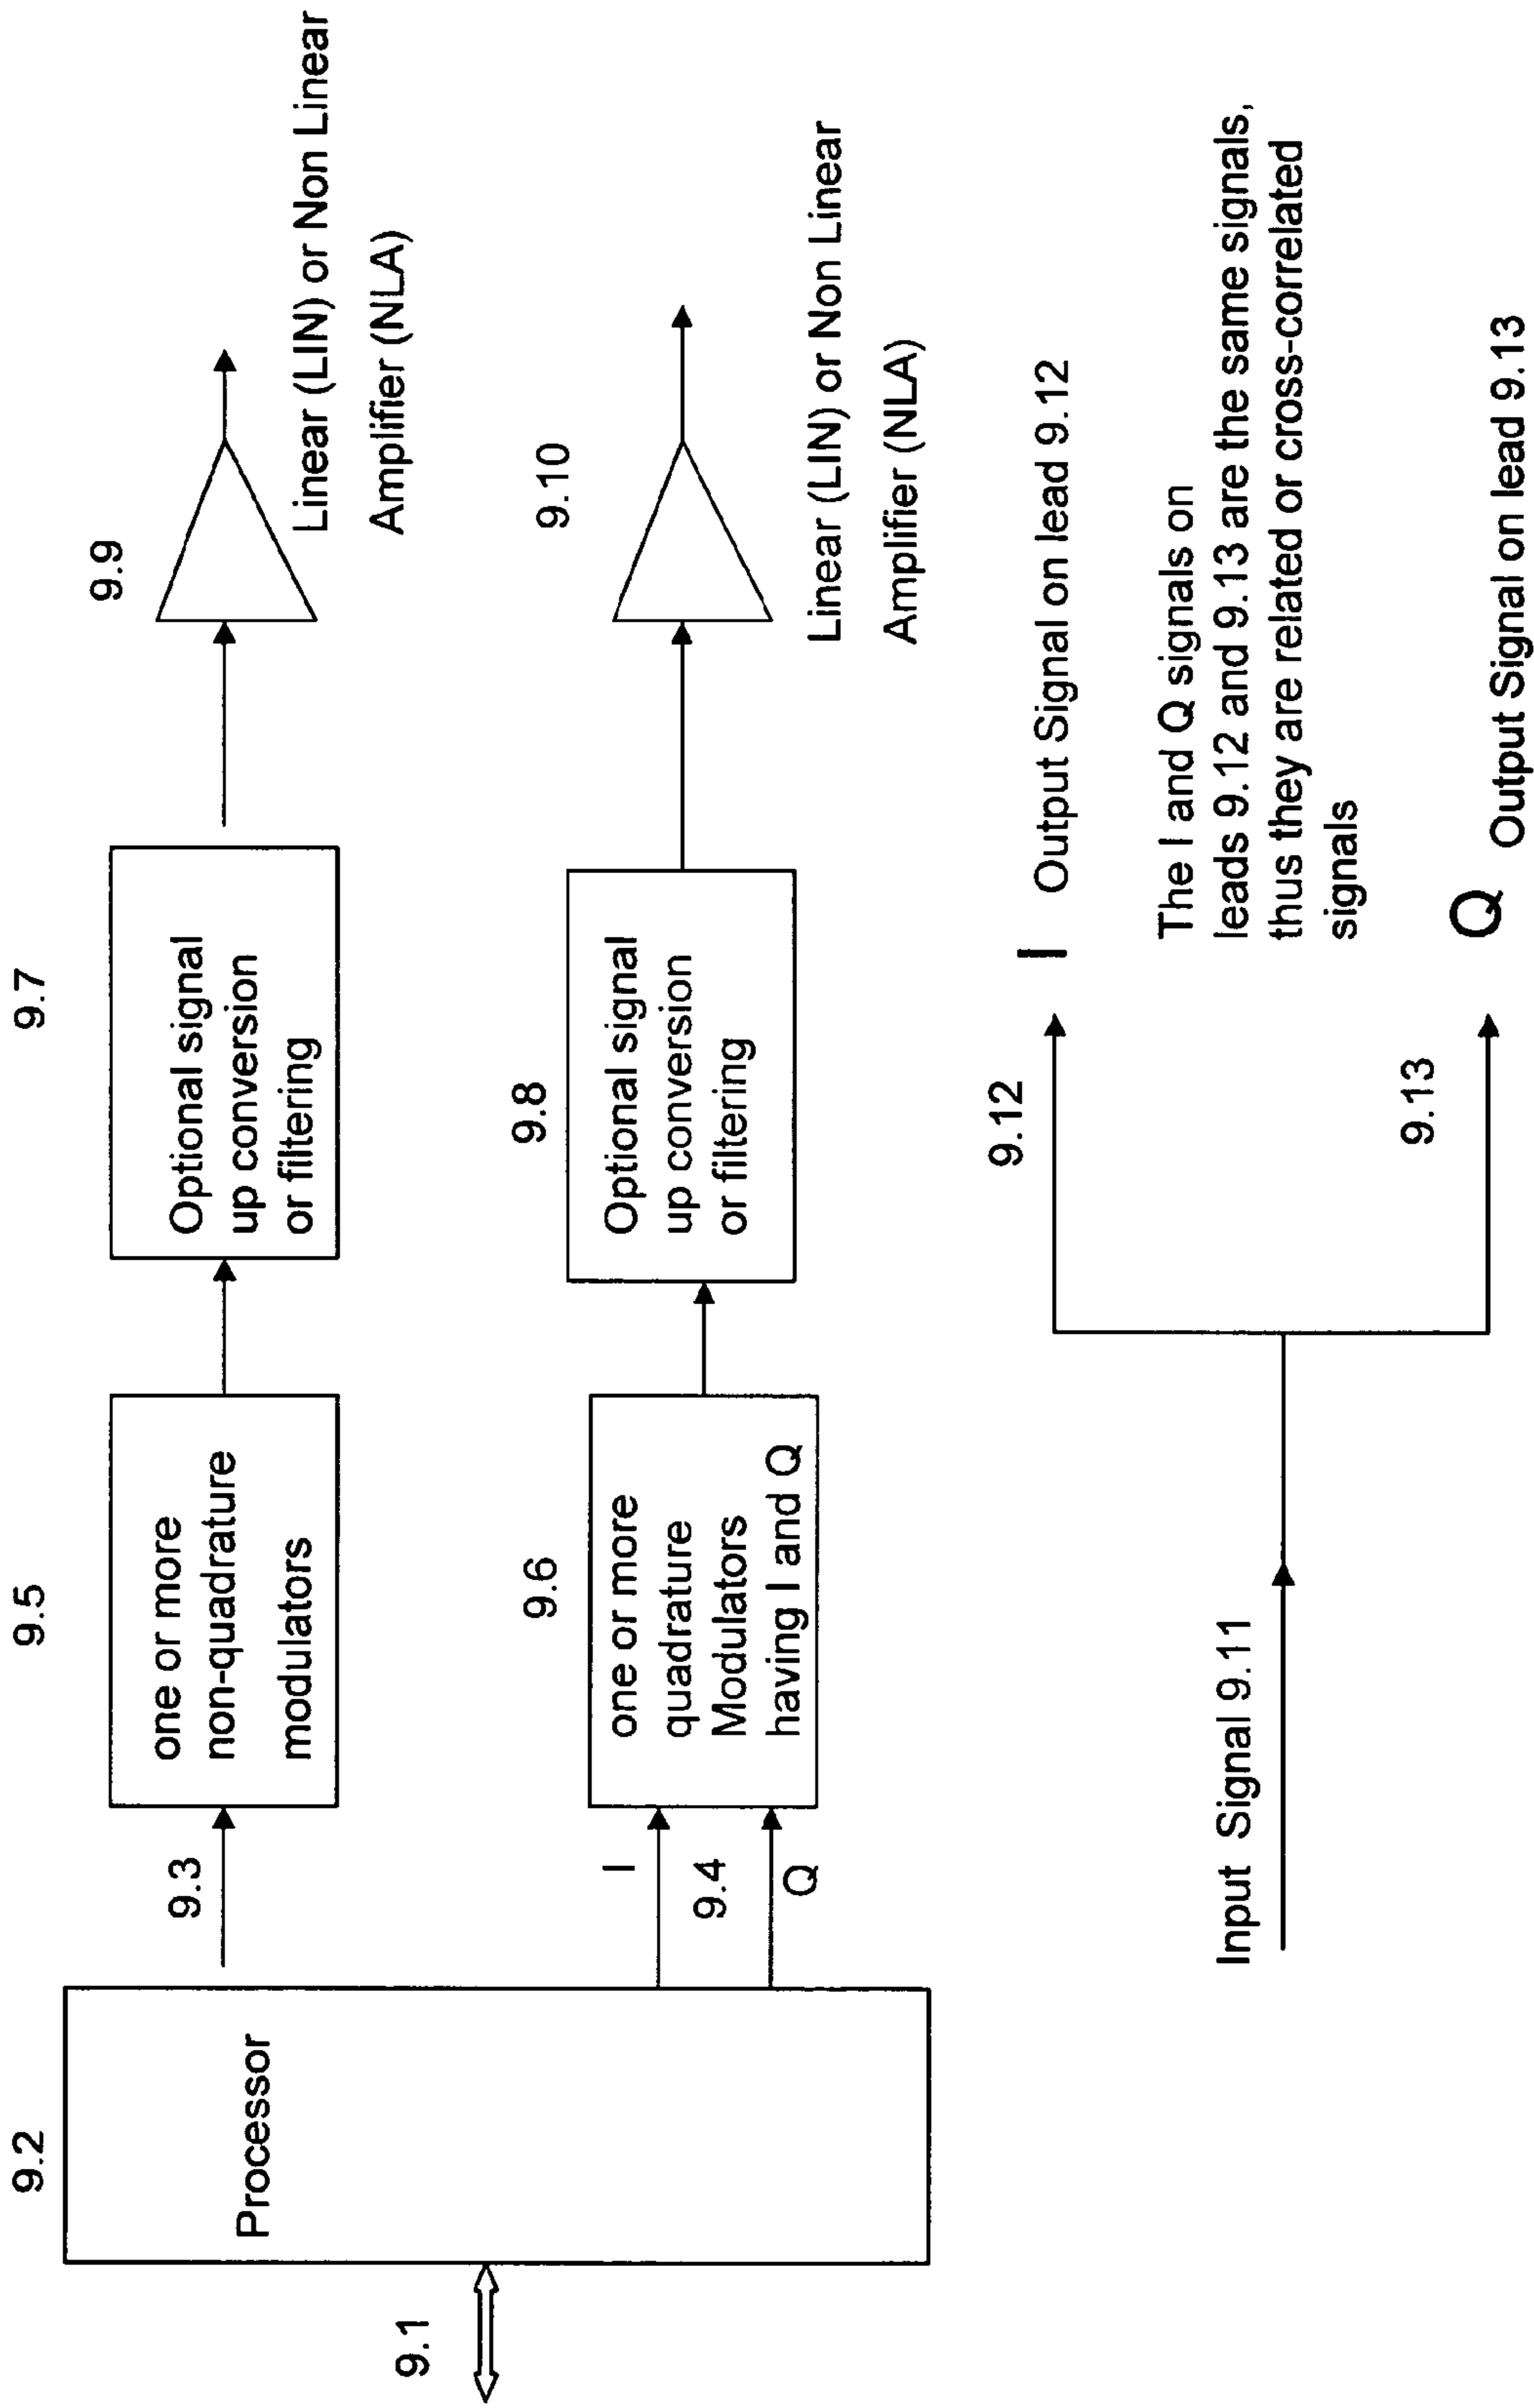 9.1
9.2
Processor
9.3
9.5
one or more
non-quadrature
modulators
9.7
Optional signal
up conversion
or filtering
9.9
Linear (LIN) or Non Linear
Amplifier (NLA)
I
9.4
Q
9.6
one or more
quadrature
Modulators
having I and Q
9.8
Optional signal
up conversion
or filtering
9.10
Linear (LIN) or Non Linear
Amplifier (NLA)
Input Signal 9.11
9.12
I Output Signal on lead 9.12
The I and Q signals on
leads 9.12 and 9.13 are the same signals,
thus they are related or cross-correlated
signals
9.13
Q Output Signal on lead 9.13